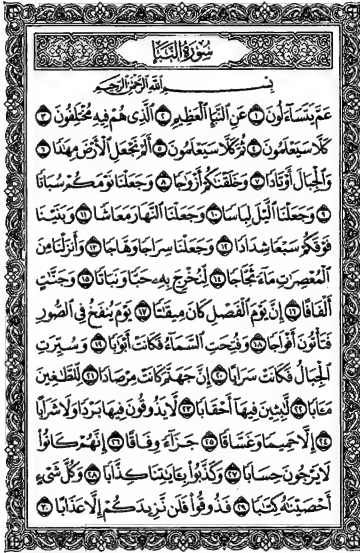 سُورَةُ النَّبَإِ
بِسْمِ ٱللَّهِ ٱلرَّحْمَٰنِ ٱلرَّحِيمِ
عَمَّ يَتَسَآءَلُونَ ١ عَنِ ٱلنَّبَإِ ٱلْعَظِيمِ ٢ ٱلَّذِى هُمْ فِيهِ مُخْتَلِفُونَ ٣
كَلَّا سَيَعْلَمُونَ ٤ ثُمَّ كَلَّا سَيَعْلَمُونَ ٥ أَلَمْ نَجْعَلِ ٱلْأَرْضَ مِهَٰدًا ٦
وَٱلْجِبَالَ أَوْتَادًا ٧ وَخَلَقْنَٰكُمْ أَزْوَٰجًا ٨ وَجَعَلْنَا نَوْمَكُمْ سُبَاتًا
٩ وَجَعَلْنَا ٱلَّيْلَ لِبَاسًا ١٠ وَجَعَلْنَا ٱلنَّهَارَ مَعَاشًا ١١ وَبَنَيْنَا
فَوْقَكُمْ سَبْعًا شِدَادًا ١٢ وَجَعَلْنَا سِرَاجًا وَهَّاجًا ١٣ وَأَنزَلْنَا مِنَ
ٱلْمُعْصِرَٰتِ مَآءً ثَجَّاجًا ١٤ لِّنُخْرِجَ بِهِۦ حَبًّا وَنَبَاتًا ١٥ وَجَنَّٰتٍ
أَلْفَافًا ١٦ إِنَّ يَوْمَ ٱلْفَصْلِ كَانَ مِيقَٰتًا ١٧ يَوْمَ يُنفَخُ فِى ٱلصُّورِ
فَتَأْتُونَ أَفْوَاجًا ١٨ وَفُتِحَتِ ٱلسَّمَآءُ فَكَانَتْ أَبْوَٰبًا ١٩ وَسُيِّرَتِ
ٱلْجِبَالُ فَكَانَتْ سَرَابًا ٢٠ إِنَّ جَهَنَّمَ كَانَتْ مِرْصَادًا ٢١ لِّلطَّٰغِينَ
مَـَٔابًا ٢٢ لَّٰبِثِينَ فِيهَآ أَحْقَابًا ٢٣ لَّا يَذُوقُونَ فِيهَا بَرْدًا وَلَا شَرَابًا
٢٤ إِلَّا حَمِيمًا وَغَسَّاقًا ٢٥ جَزَآءً وِفَاقًا ٢٦ إِنَّهُمْ كَانُوا۟
لَا يَرْجُونَ حِسَابًا ٢٧ وَكَذَّبُوا۟ بِـَٔايَٰتِنَا كِذَّابًا ٢٨ وَكُلَّ شَىْءٍ
أَحْصَيْنَٰهُ كِتَٰبًا ٢٩ فَذُوقُوا۟ فَلَن نَّزِيدَكُمْ إِلَّا عَذَابًا ٣٠